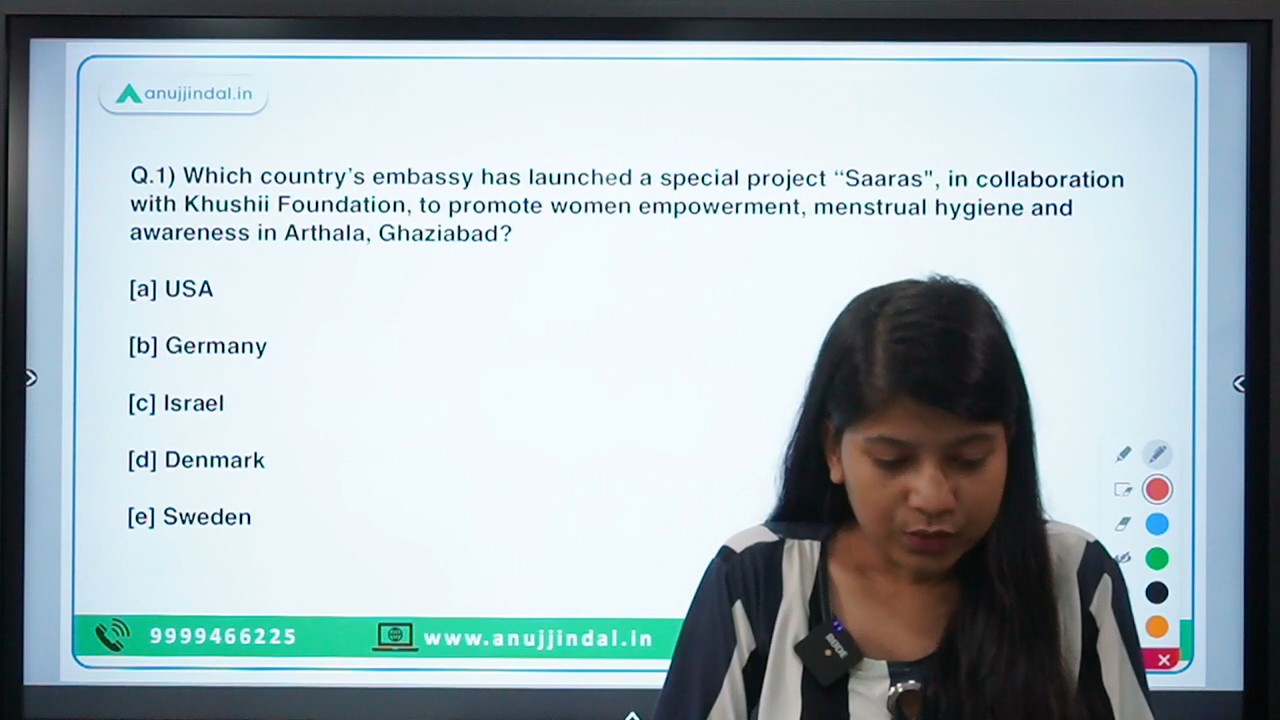 anujjindal.in
Q.1) Which country's embassy has launched a special project “Saaras", in collaboration
with Khushii Foundation, to promote women empowerment, menstrual hygiene and
awareness in Arthala, Ghaziabad?
[a] USA
[b] Germany
[c] Israel
[d] Denmark
[e] Sweden
9999466225
www.anujjindal.in
RODE